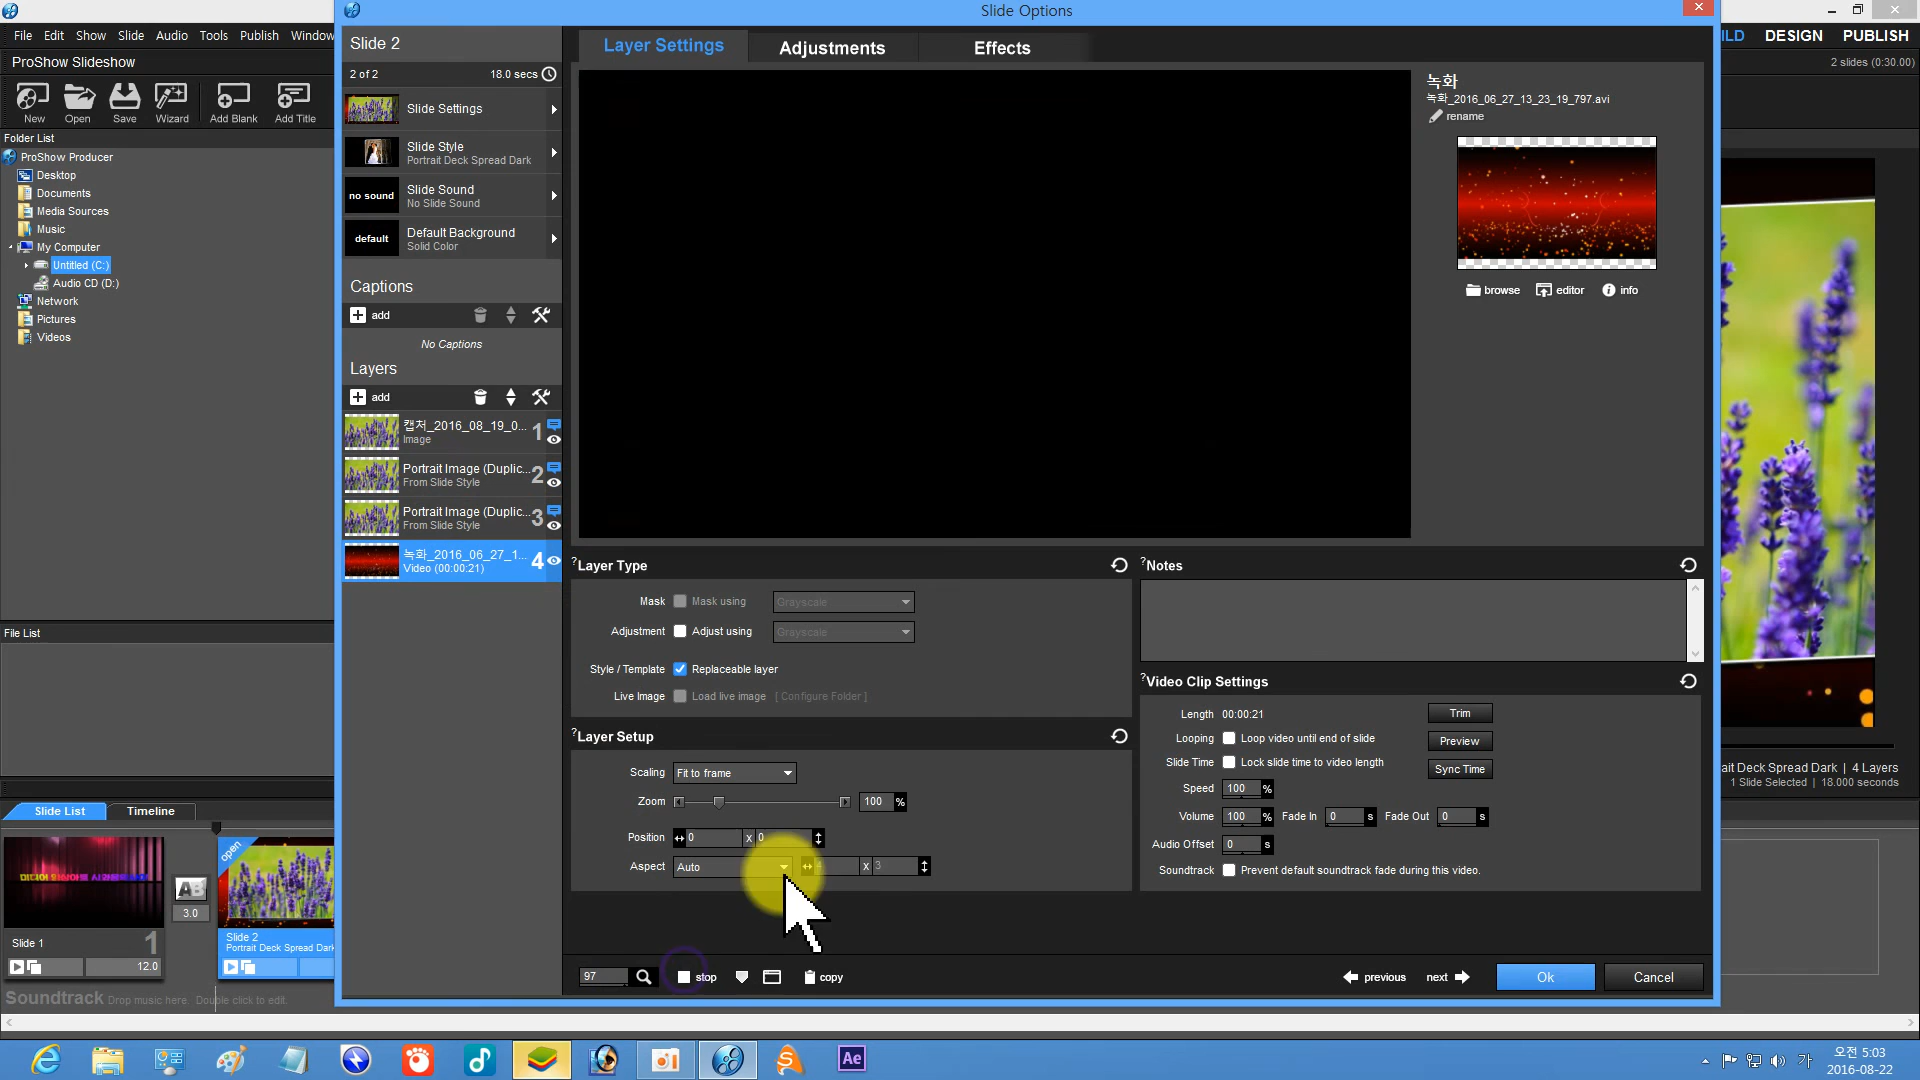 Slide Options
File Edit Show Slide Audio Tools Publish Window
ILD DESIGN PUBLISH
ProShow Slideshow
2 slides (0:30.00)
New Open Save Wizard Add Blank Add Title
Folder List
ProShow Producer
Desktop
Documents
Media Sources
Music
My Computer
Untitled (C:)
Audio CD (D:)
Network
Pictures
Videos
File List
Slide 2
2 of 2 18.0 secs
Slide Settings
Slide Style
Portrait Deck Spread Dark
no sound
Slide Sound
No Slide Sound
default
Default Background
Solid Color
Captions
add
No Captions
Layers
add
캡처_2016_08_19_0...
Image
1
Portrait Image (Duplic...
From Slide Style
2
Portrait Image (Duplic...
From Slide Style
3
녹화_2016_06_27_1...
Video (00:00:21)
4
Layer Settings Adjustments Effects
녹화
녹화_2016_06_27_13_23_19_797.avi
rename
browse editor info
?Layer Type
Mask Mask using Grayscale
Adjustment Adjust using Grayscale
Style / Template Replaceable layer
Live Image Load live image [ Configure Folder ]
?Layer Setup
Scaling Fit to frame
Zoom 100 %
Position 0 x 0
Aspect Auto 4 x 3
?Notes
?Video Clip Settings
Length 00:00:21 Trim
Looping Loop video until end of slide Preview
Slide Time Lock slide time to video length Sync Time
Speed 100 %
Volume 100 % Fade In 0 s Fade Out 0 s
Audio Offset 0 s
Soundtrack Prevent default soundtrack fade during this video.
97 stop copy previous next Ok Cancel
ait Deck Spread Dark | 4 Layers
1 Slide Selected | 18.000 seconds
Slide List Timeline
open
AB
3.0
Slide 1
1
12.0
Slide 2
Portrait Deck Spread Dark
Soundtrack Drop music here. Double click to edit.
Ae
가
오전 5:03
2016-08-22